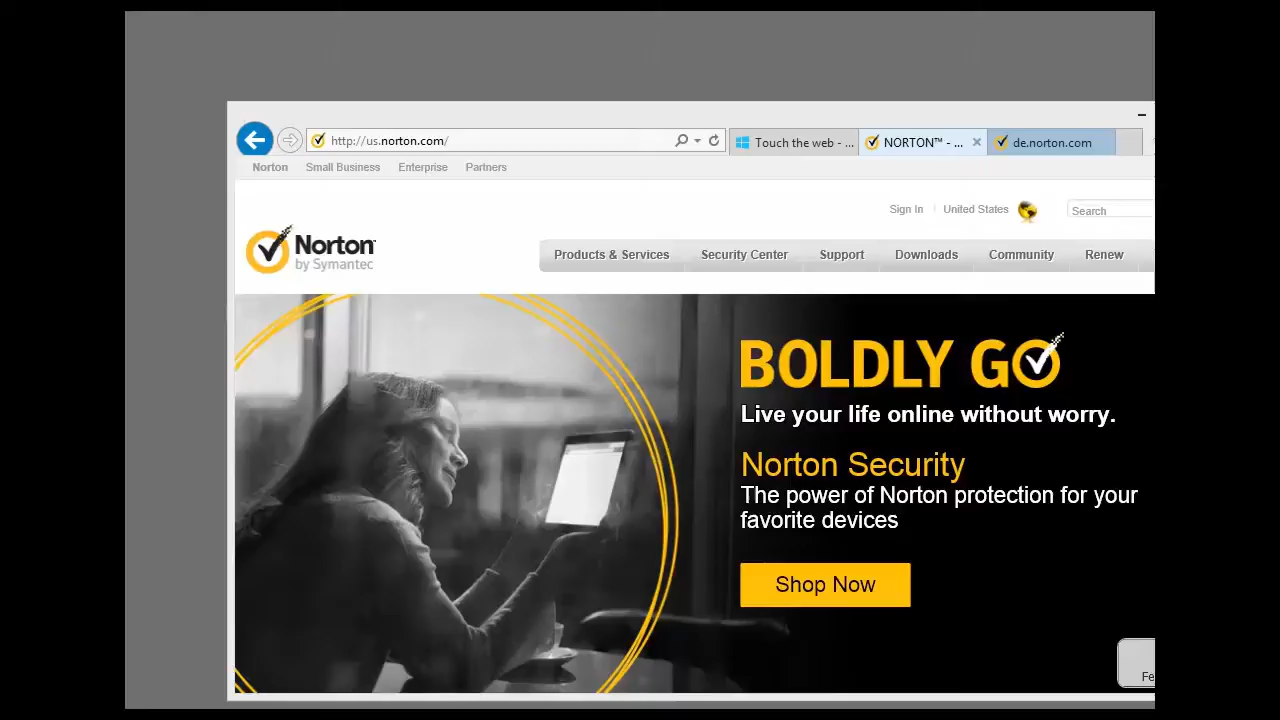 http://us.norton.com/
Touch the web - ...
NORTON™ - ...
de.norton.com
Norton Small Business Enterprise Partners
Sign In United States Search
Norton
by Symantec
Products & Services Security Center Support Downloads Community Renew
BOLDLY GO
Live your life online without worry.
Norton Security
The power of Norton protection for your
favorite devices
Shop Now